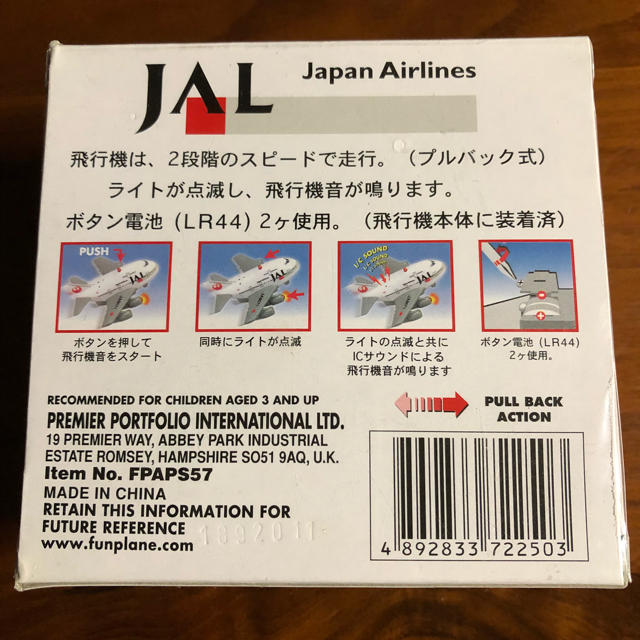 JAL
Japan Airlines
飛行機は、2段階のスピードで走行。（プルバック式）
ライトが点滅し、飛行機音が鳴ります。
ボタン電池 (LR44) 2ヶ使用。（飛行機本体に装着済）
PUSH
JAL
JAL
I/C SOUND
I/C SOUND
JAL
ボタンを押して
飛行機音をスタート
同時にライトが点滅
ライトの点滅と共に
ICサウンドによる
飛行機音が鳴ります
ボタン電池 (LR44)
2ヶ使用。
RECOMMENDED FOR CHILDREN AGED 3 AND UP
PREMIER PORTFOLIO INTERNATIONAL LTD.
19 PREMIER WAY, ABBEY PARK INDUSTRIAL
ESTATE ROMSEY, HAMPSHIRE SO51 9AQ, U.K.
Item No. FPAPS57
MADE IN CHINA
RETAIN THIS INFORMATION FOR
FUTURE REFERENCE
www.funplane.com
PULL BACK
ACTION
4 892833 722503